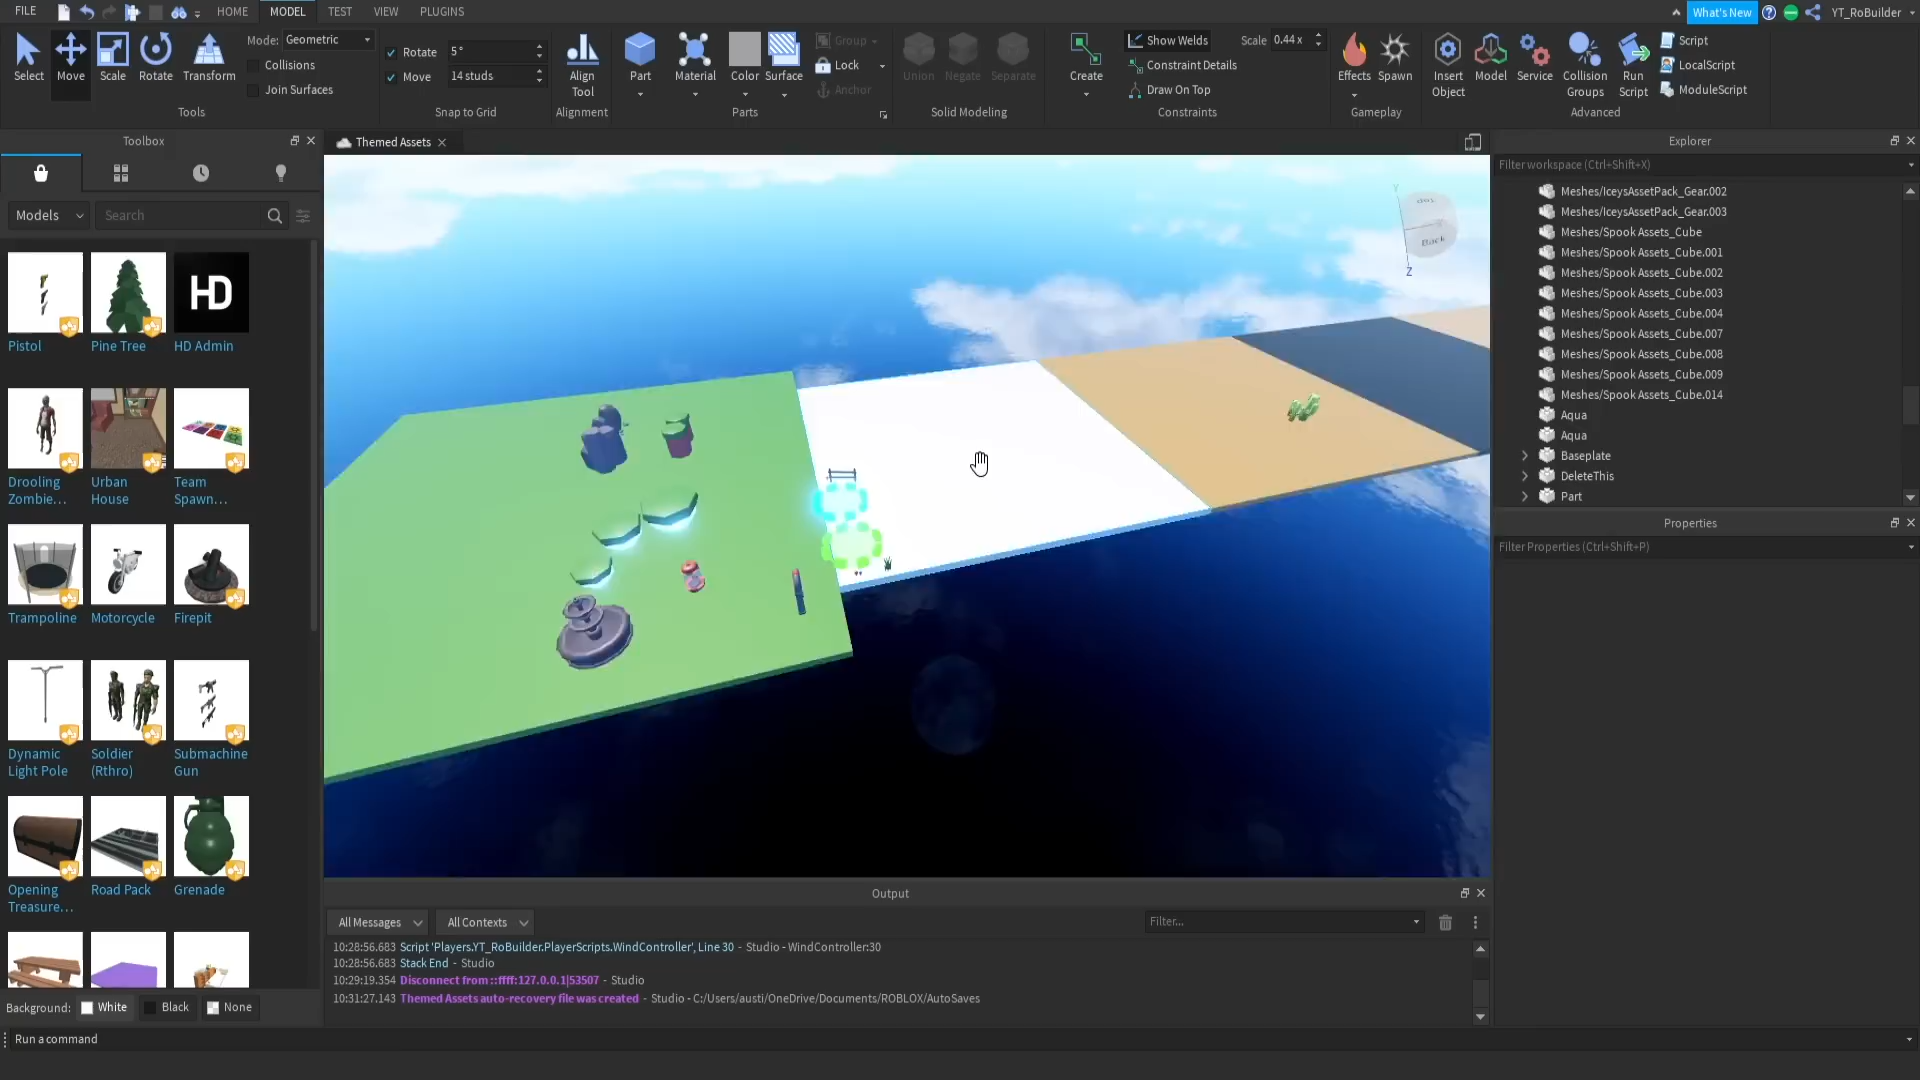 FILE HOME MODEL TEST VIEW PLUGINS What's New YT_RoBuilder
Select Move Scale Rotate Transform
Mode: Geometric
Collisions
Join Surfaces
Tools
Rotate 5°
Move 14 studs
Snap to Grid
Align Tool
Alignment
Part Material Color Surface
Group
Lock
Anchor
Parts
Union Negate Separate
Solid Modeling
Create
Show Welds
Constraint Details
Draw On Top
Scale 0.44 x
Constraints
Effects Spawn
Gameplay
Insert Object
Model
Service
Collision Groups
Run Script
Script
LocalScript
ModuleScript
Advanced
Toolbox
Models Search
Pistol Pine Tree HD Admin
HD
Drooling Zombie...
Urban House
Team Spawn...
Trampoline Motorcycle Firepit
Dynamic Light Pole
Soldier (Rthro)
Submachine Gun
Opening Treasure...
Road Pack
Grenade
Background: White Black None
Themed Assets
Top
Back
Y
Z
Output
All Messages All Contexts Filter...
10:28:56.683 Script 'Players.YT_RoBuilder.PlayerScripts.WindController', Line 30 - Studio - WindController:30
10:28:56.683 Stack End - Studio
10:29:19.354 Disconnect from ::ffff:127.0.0.1|53507 - Studio
10:31:27.143 Themed Assets auto-recovery file was created - Studio - C:/Users/austi/OneDrive/Documents/ROBLOX/AutoSaves
Run a command
Explorer
Filter workspace (Ctrl+Shift+X)
Meshes/IceysAssetPack_Gear.002
Meshes/IceysAssetPack_Gear.003
Meshes/Spook Assets_Cube
Meshes/Spook Assets_Cube.001
Meshes/Spook Assets_Cube.002
Meshes/Spook Assets_Cube.003
Meshes/Spook Assets_Cube.004
Meshes/Spook Assets_Cube.007
Meshes/Spook Assets_Cube.008
Meshes/Spook Assets_Cube.009
Meshes/Spook Assets_Cube.014
Aqua
Aqua
Baseplate
DeleteThis
Part
Properties
Filter Properties (Ctrl+Shift+P)